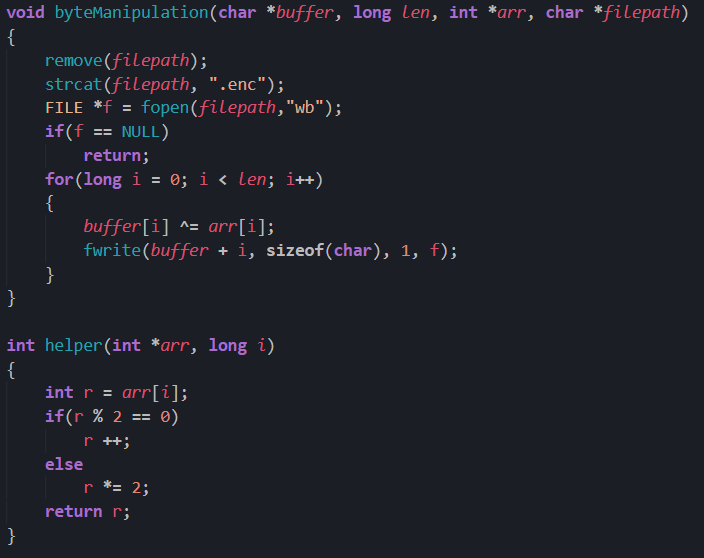 void byteManipulation(char *buffer, long len, int *arr, char *filepath)
{
    remove(filepath);
    strcat(filepath, ".enc");
    FILE *f = fopen(filepath,"wb");
    if(f == NULL)
        return;
    for(long i = 0; i < len; i++)
    {
        buffer[i] ^= arr[i];
        fwrite(buffer + i, sizeof(char), 1, f);
    }
}

int helper(int *arr, long i)
{
    int r = arr[i];
    if(r % 2 == 0)
        r ++;
    else
        r *= 2;
    return r;
}